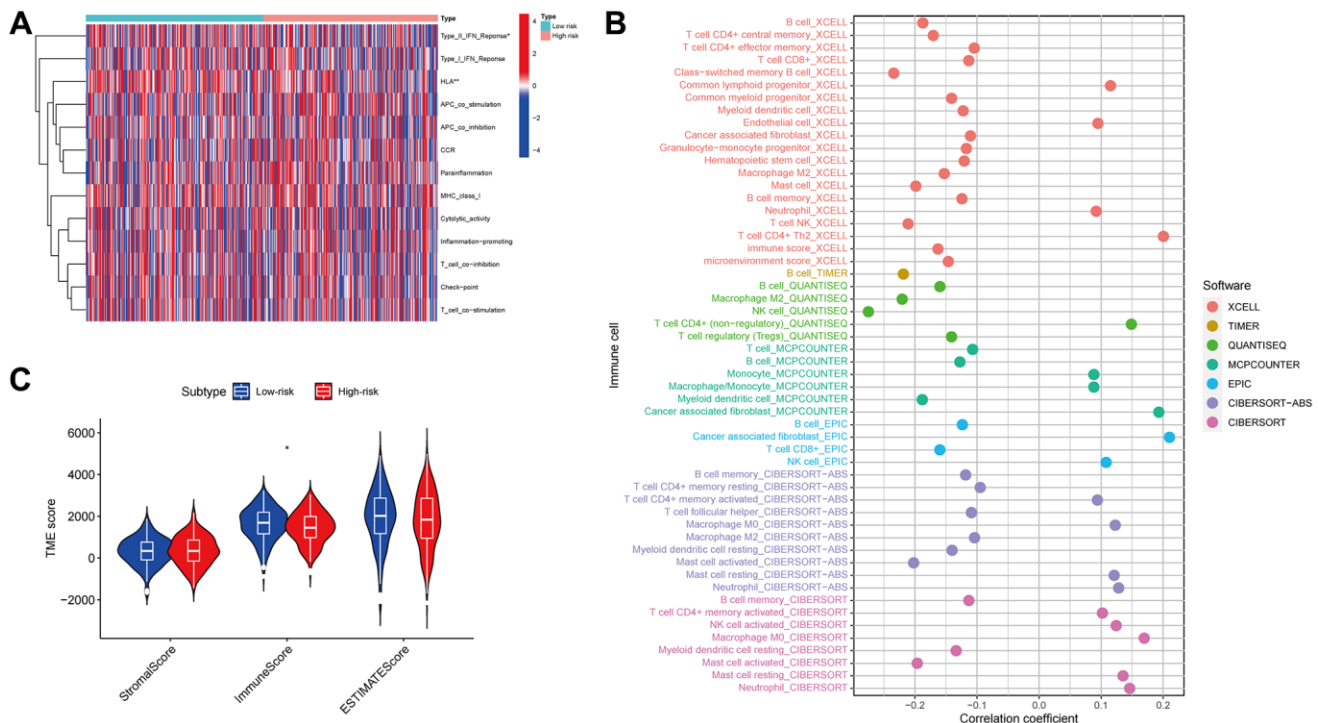 A
Type
Type_II_IFN_Reponse*
Type_I_IFN_Reponse
HLA**
APC_co_stimulation
APC_co_inhibition
CCR
Parainflammation
MHC_class_I
Cytolytic_activity
Inflammation-promoting
T_cell_co-inhibition
Check-point
T_cell_co-stimulation
4
2
0
−2
−4
Type
Low risk
High risk
B
Immune cell
B cell_XCELL
T cell CD4+ central memory_XCELL
T cell CD4+ effector memory_XCELL
T cell CD8+_XCELL
Class-switched memory B cell_XCELL
Common lymphoid progenitor_XCELL
Common myeloid progenitor_XCELL
Myeloid dendritic cell_XCELL
Endothelial cell_XCELL
Cancer associated fibroblast_XCELL
Granulocyte-monocyte progenitor_XCELL
Hematopoietic stem cell_XCELL
Macrophage M2_XCELL
Mast cell_XCELL
B cell memory_XCELL
Neutrophil_XCELL
T cell NK_XCELL
T cell CD4+ Th2_XCELL
immune score_XCELL
microenvironment score_XCELL
B cell_TIMER
B cell_QUANTISEQ
Macrophage M2_QUANTISEQ
NK cell_QUANTISEQ
T cell CD4+ (non-regulatory)_QUANTISEQ
T cell regulatory (Tregs)_QUANTISEQ
T cell_MCPCOUNTER
B cell_MCPCOUNTER
Monocyte_MCPCOUNTER
Macrophage/Monocyte_MCPCOUNTER
Myeloid dendritic cell_MCPCOUNTER
Cancer associated fibroblast_MCPCOUNTER
B cell_EPIC
Cancer associated fibroblast_EPIC
T cell CD8+_EPIC
NK cell_EPIC
B cell memory_CIBERSORT−ABS
T cell CD4+ memory resting_CIBERSORT−ABS
T cell CD4+ memory activated_CIBERSORT−ABS
T cell follicular helper_CIBERSORT−ABS
Macrophage M0_CIBERSORT−ABS
Macrophage M2_CIBERSORT−ABS
Myeloid dendritic cell resting_CIBERSORT−ABS
Mast cell activated_CIBERSORT−ABS
Mast cell resting_CIBERSORT−ABS
Neutrophil_CIBERSORT−ABS
B cell memory_CIBERSORT
T cell CD4+ memory activated_CIBERSORT
NK cell activated_CIBERSORT
Macrophage M0_CIBERSORT
Myeloid dendritic cell resting_CIBERSORT
Mast cell activated_CIBERSORT
Mast cell resting_CIBERSORT
Neutrophil_CIBERSORT
−0.2 −0.1 0.0 0.1 0.2
Correlation coefficient
Software
XCELL
TIMER
QUANTISEQ
MCPCOUNTER
EPIC
CIBERSORT−ABS
CIBERSORT
C
Subtype Low-risk High-risk
TME score
6000
4000
2000
0
−2000
*
StromalScore
ImmuneScore
ESTIMATEScore